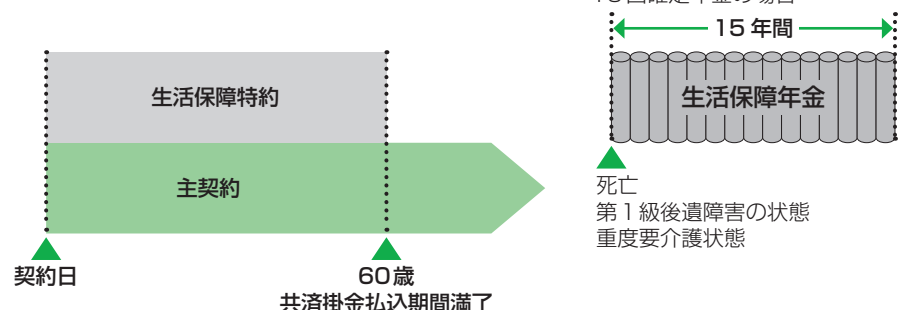 15年間
生活保障特約
生活保障年金
主契約
死亡
第1級後遺障害の状態
重度要介護状態
契約日
60歳
共済掛金払込期間満了